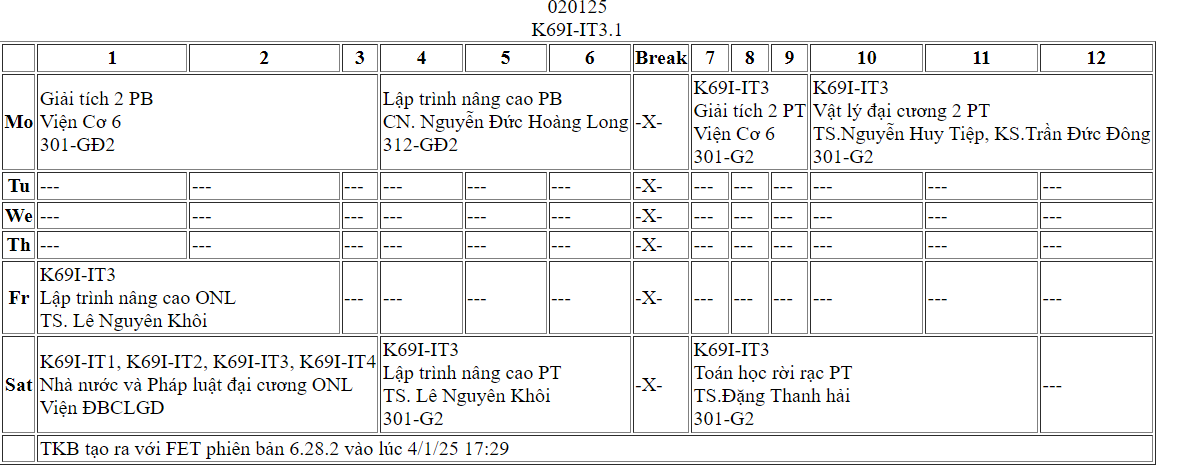 020125
K69I-IT3.1
1 2 3 4 5 6 Break 7 8 9 10 11 12
Mo
Giải tích 2 PB
Viện Cơ 6
301-GĐ2
Lập trình nâng cao PB
CN. Nguyễn Đức Hoàng Long
312-GĐ2
-X-
K69I-IT3
Giải tích 2 PT
Viện Cơ 6
301-G2
K69I-IT3
Vật lý đại cương 2 PT
TS.Nguyễn Huy Tiệp, KS.Trần Đức Đông
301-G2
Tu --- --- --- --- --- --- -X- --- --- --- --- --- ---
We --- --- --- --- --- --- -X- --- --- --- --- --- ---
Th --- --- --- --- --- --- -X- --- --- --- --- --- ---
Fr
K69I-IT3
Lập trình nâng cao ONL
TS. Lê Nguyên Khôi
--- --- --- --- -X- --- --- --- --- --- ---
Sat
K69I-IT1, K69I-IT2, K69I-IT3, K69I-IT4
Nhà nước và Pháp luật đại cương ONL
Viện ĐBCLGD
K69I-IT3
Lập trình nâng cao PT
TS. Lê Nguyên Khôi
301-G2
-X-
K69I-IT3
Toán học rời rạc PT
TS.Đặng Thanh hải
301-G2
---
TKB tạo ra với FET phiên bản 6.28.2 vào lúc 4/1/25 17:29